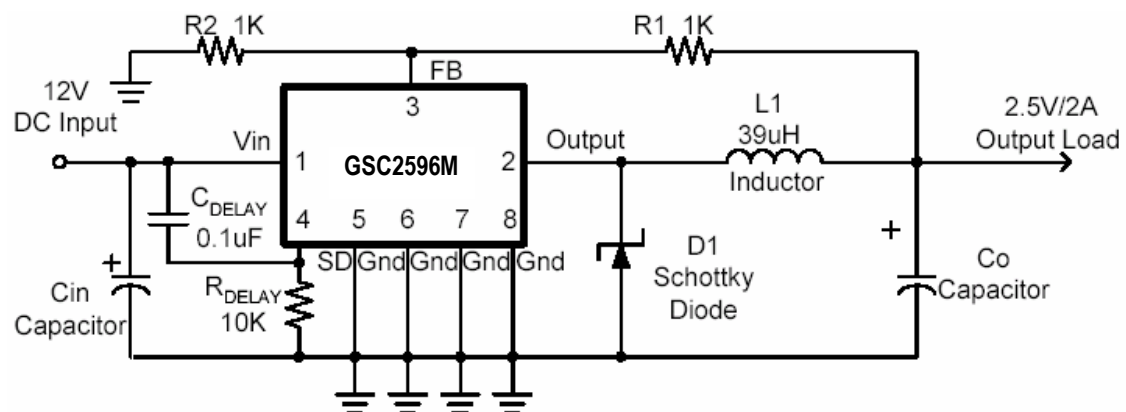 R2 1K
R1 1K
FB
3
12V
DC Input
Vin
1
GSC2596M
2
Output
L1
39uH
Inductor
2.5V/2A
Output Load
C_DELAY
0.1uF
4
5
6
7
8
SD Gnd Gnd Gnd Gnd
+
Cin
Capacitor
R_DELAY
10K
D1
Schottky
Diode
+
Co
Capacitor